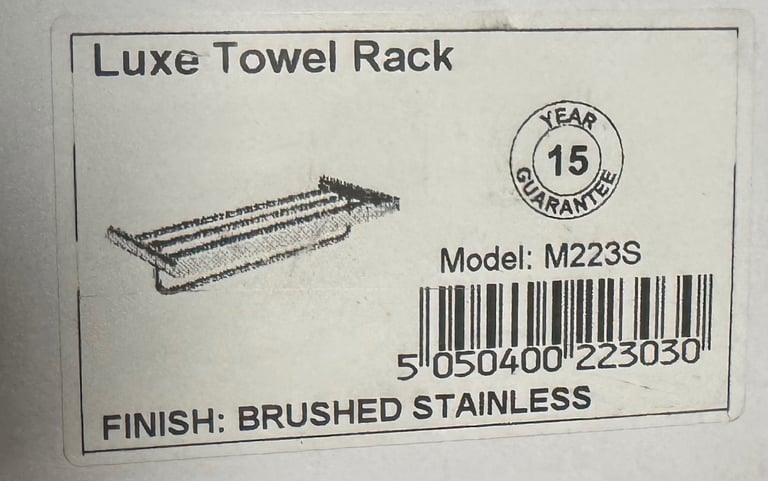 Luxe Towel Rack
YEAR
15
GUARANTEE
Model: M223S
5 050400 223030
FINISH: BRUSHED STAINLESS